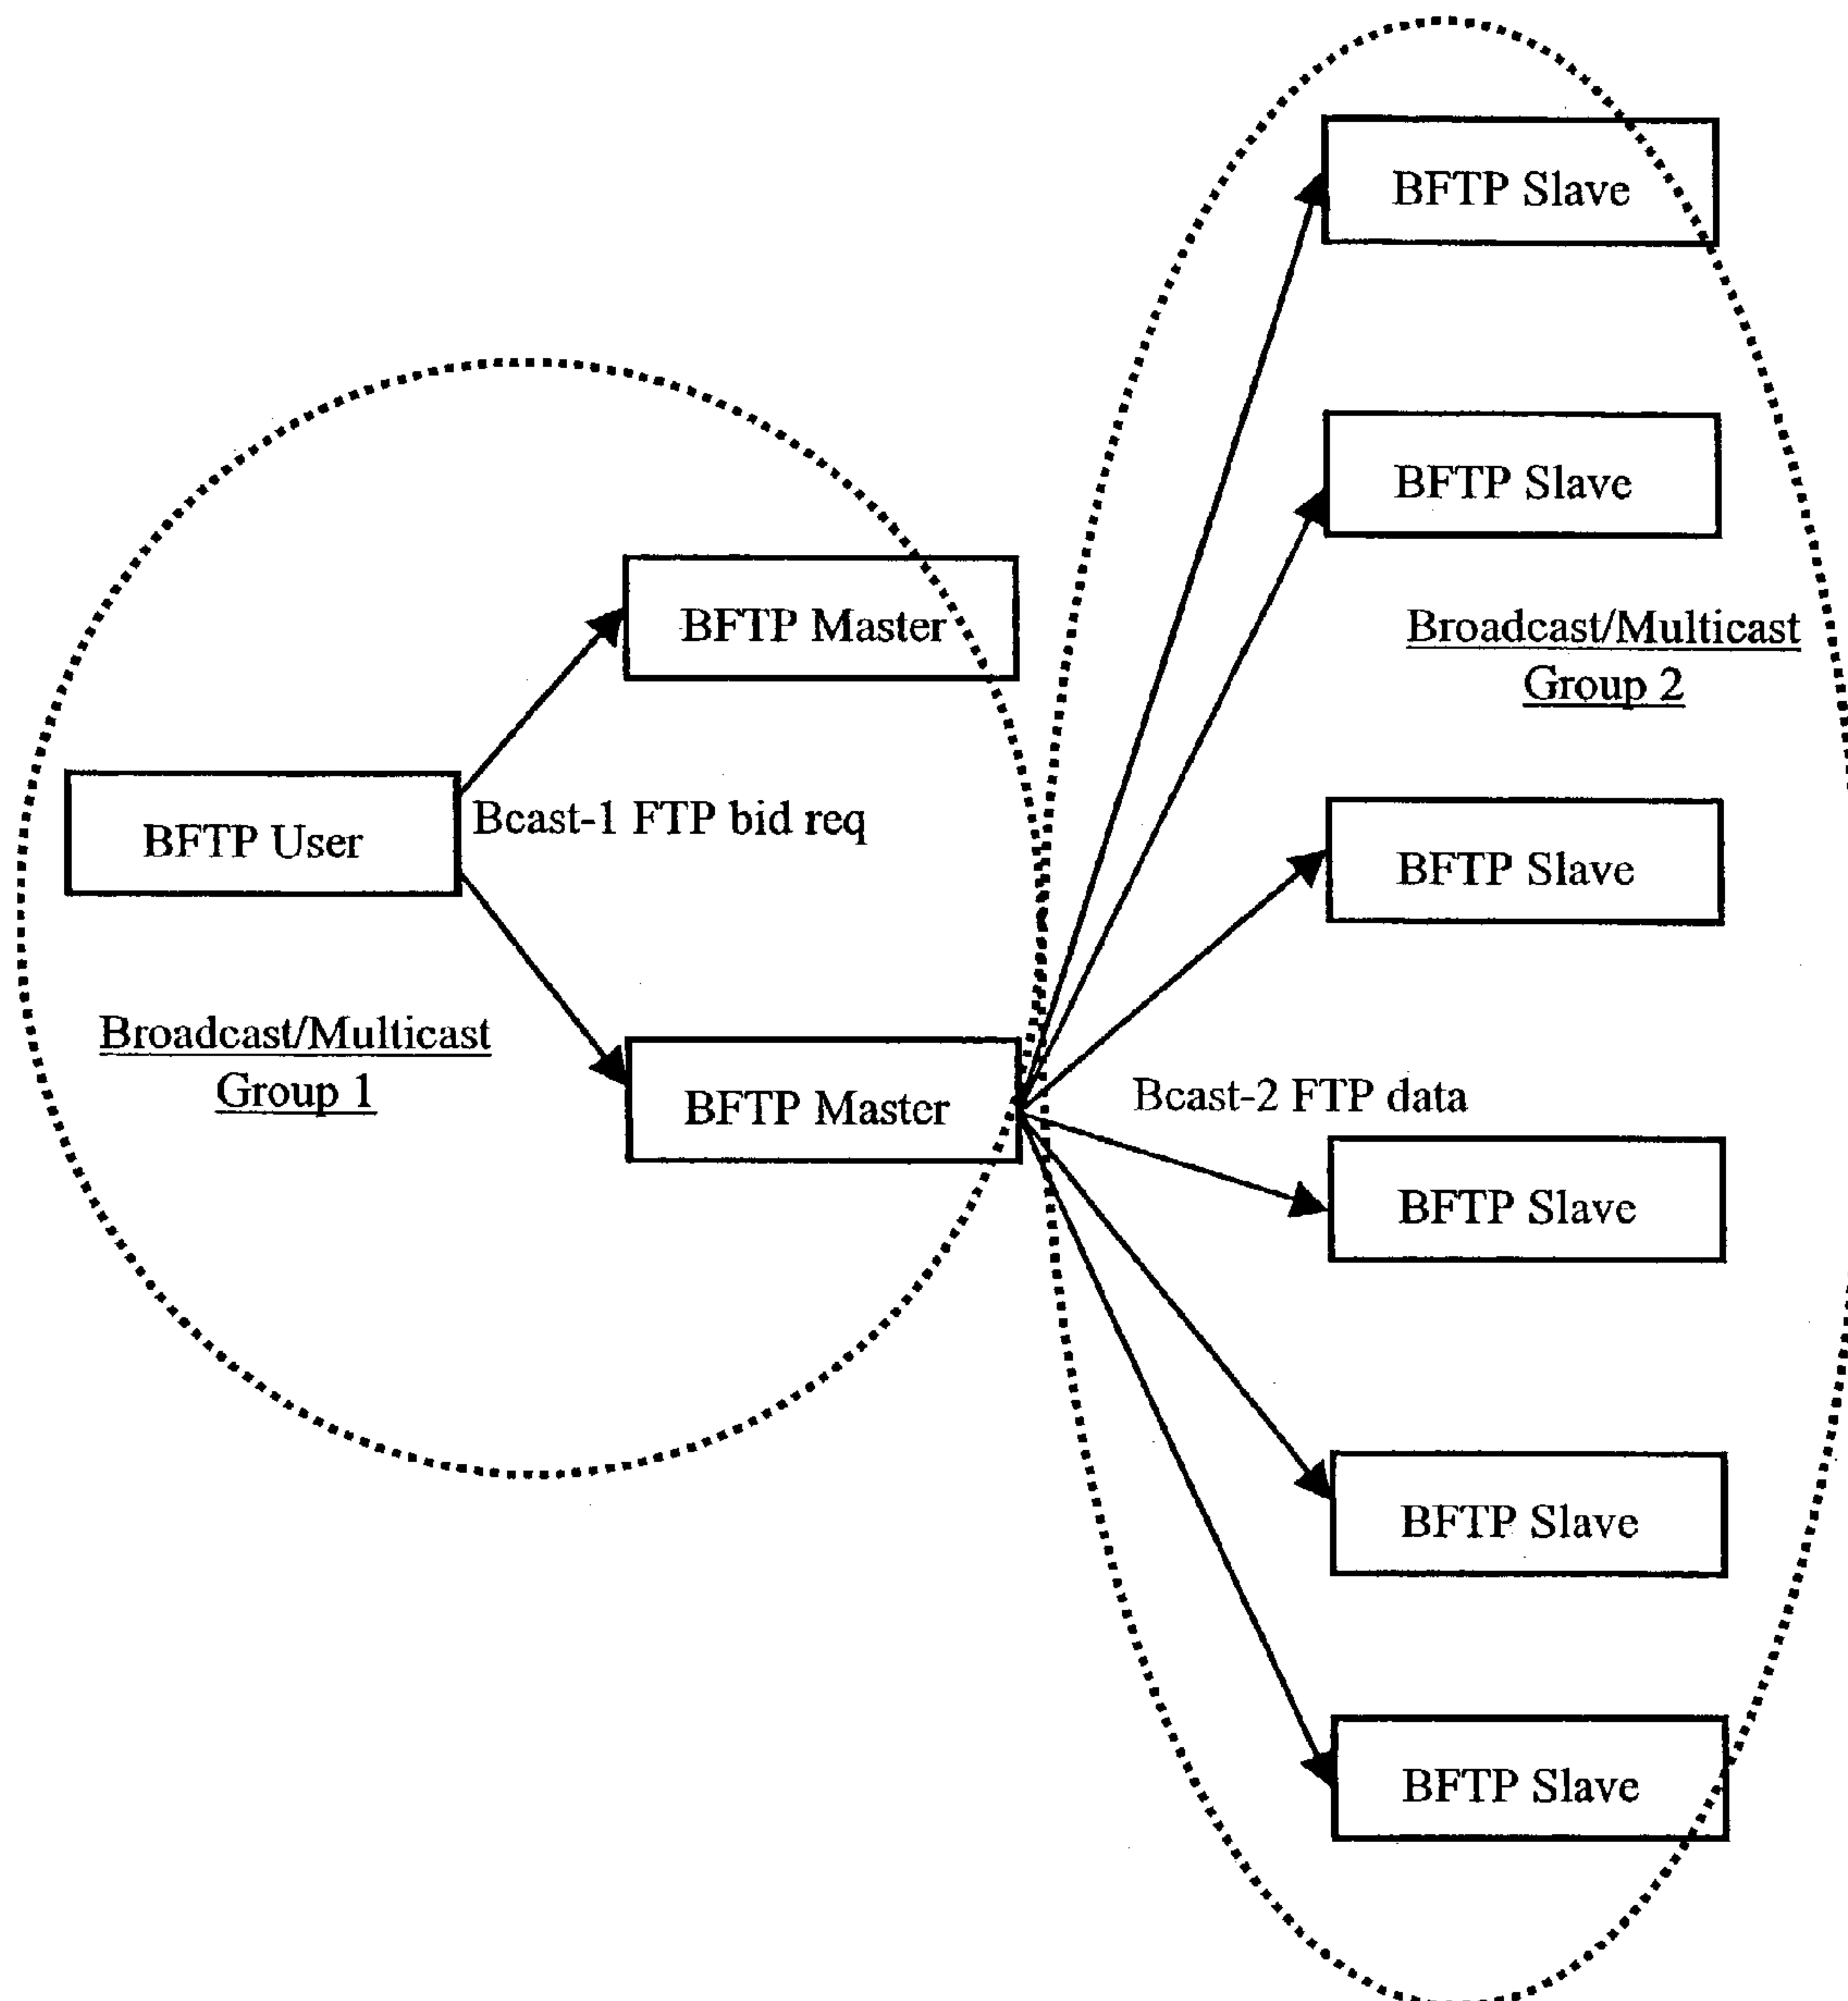 BFTP Slave
BFTP Slave
BFTP Master
Broadcast/Multicast
Group 2
BFTP User
Bcast-1 FTP bid req
BFTP Slave
Broadcast/Multicast
Group 1
BFTP Master
Bcast-2 FTP data
BFTP Slave
BFTP Slave
BFTP Slave